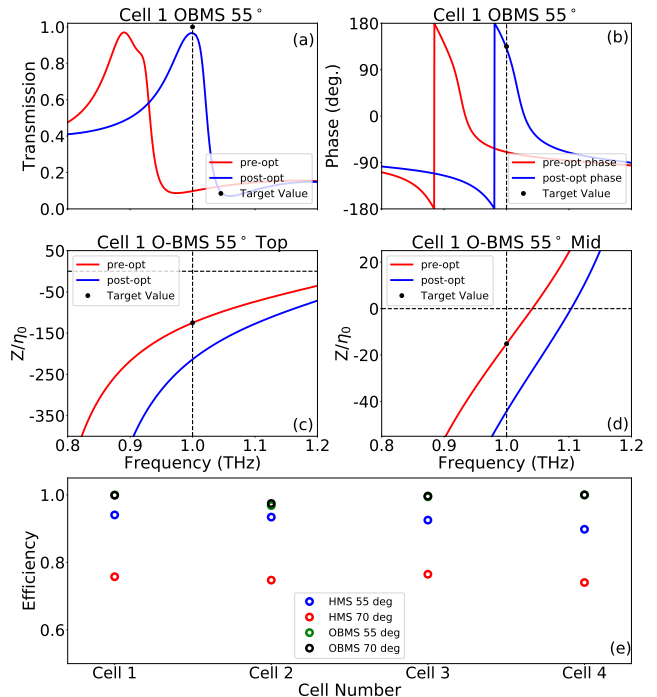 Cell 1 OBMS 55°
Transmission
1.0
0.8
0.6
0.4
0.2
0.0
(a)
pre-opt
post-opt
Target Value
Cell 1 OBMS 55°
Phase (deg.)
180
90
0
-90
-180
(b)
pre-opt phase
post-opt phase
Target Value
Cell 1 O-BMS 55° Top
Z/η0
50
-50
-150
-250
-350
pre-opt
post-opt
Target Value
(c)
0.8 0.9 1.0 1.1 1.2
Frequency (THz)
Cell 1 O-BMS 55° Mid
Z/η0
20
0
-20
-40
pre-opt
post-opt
Target Value
(d)
0.8 0.9 1.0 1.1 1.2
Frequency (THz)
Efficiency
1.0
0.8
0.6
HMS 55 deg
HMS 70 deg
OBMS 55 deg
OBMS 70 deg
(e)
Cell 1 Cell 2 Cell 3 Cell 4
Cell Number